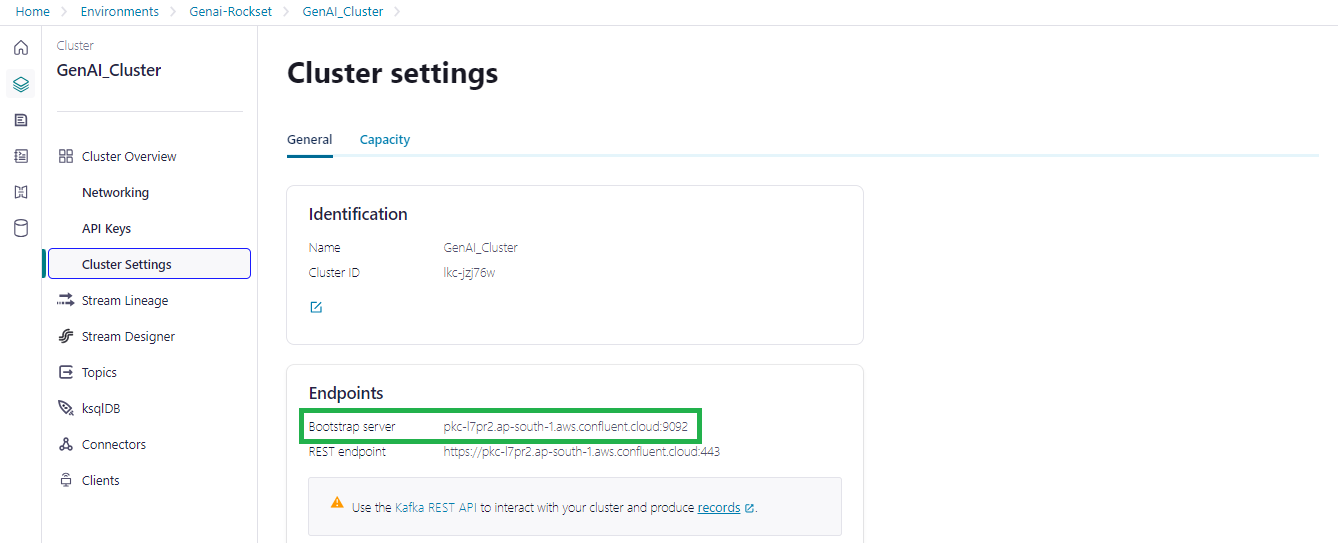 Home > Environments > Genai-Rockset > GenAI_Cluster >
Cluster
GenAI_Cluster
Cluster Overview
Networking
API Keys
Cluster Settings
Stream Lineage
Stream Designer
Topics
ksqlDB
Connectors
Clients
Cluster settings
General Capacity
Identification
Name GenAI_Cluster
Cluster ID lkc-jzj76w
Endpoints
Bootstrap server pkc-l7pr2.ap-south-1.aws.confluent.cloud:9092
REST endpoint https://pkc-l7pr2.ap-south-1.aws.confluent.cloud:443
Use the Kafka REST API to interact with your cluster and produce records.